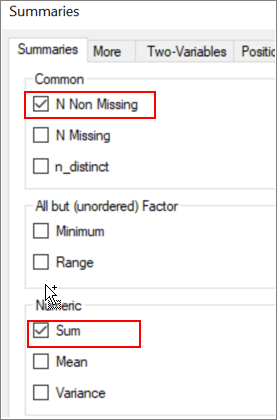 Summaries
Summaries More Two-Variables Positio
Common
N Non Missing
N Missing
n_distinct
All but (unordered) Factor
Minimum
Range
Numeric
Sum
Mean
Variance